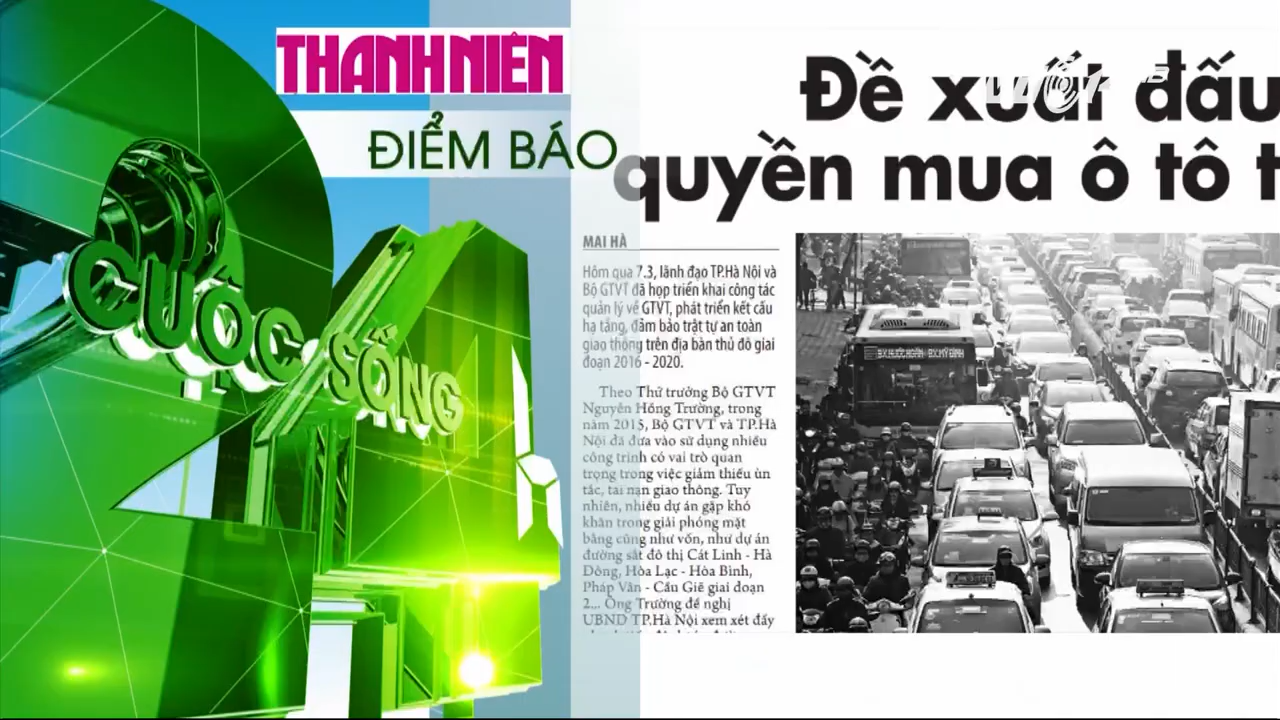 THANH NIÊN
ĐIỂM BÁO
CUỘC SỐNG
24h
Đề xuất đấu
quyền mua ô tô t
MAI HÀ
Hôm qua 7.3, lãnh đạo TP.Hà Nội và
Bộ GTVT đã họp triển khai công tác
quản lý về GTVT, phát triển kết cấu
hạ tầng, đảm bảo trật tự an toàn
giao thông trên địa bàn thủ đô giai
đoạn 2016 - 2020.
Theo Thứ trưởng Bộ GTVT
Nguyễn Hồng Trường, trong
năm 2015, Bộ GTVT và TP.Hà
Nội đã đưa vào sử dụng nhiều
công trình có vai trò quan
trọng trong việc giảm thiểu ùn
tắc, tai nạn giao thông. Tuy
nhiên, nhiều dự án gặp khó
khăn trong giải phóng mặt
bằng cũng như vốn, như dự án
đường sắt đô thị Cát Linh - Hà
Đông, Hòa Lạc - Hòa Bình,
Pháp Vân - Cầu Giẽ giai đoạn
2... Ông Trường đề nghị
UBND TP.Hà Nội xem xét đẩy